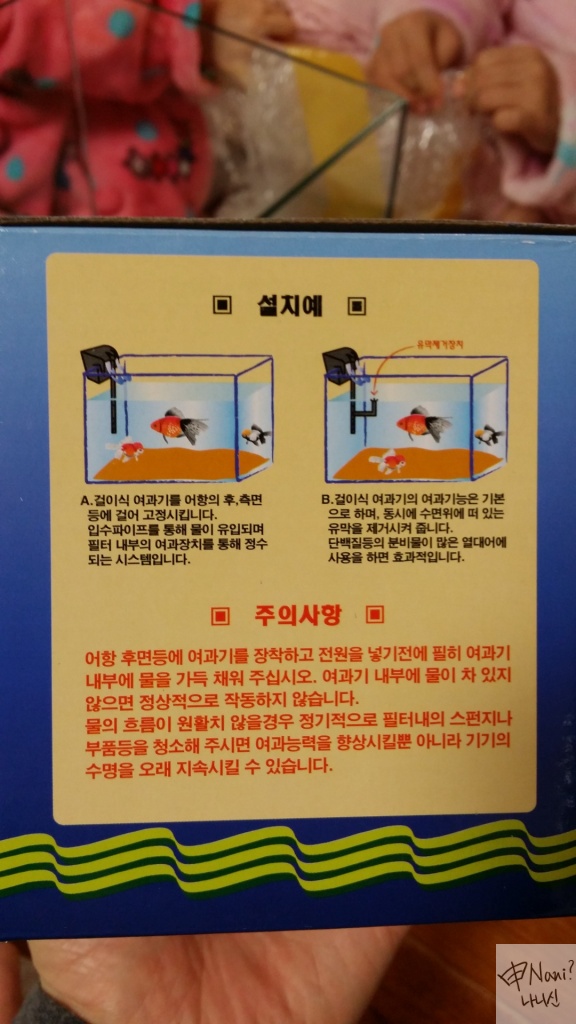 ▣ 설치예 ▣
유막제거장치
A.걸이식 여과기를 어항의 후,측면
등에 걸어 고정시킵니다.
입수파이프를 통해 물이 유입되며
필터 내부의 여과장치를 통해 정수
되는 시스템입니다.
B.걸이식 여과기의 여과기능은 기본
으로 하며, 동시에 수면위에 떠 있는
유막을 제거시켜 줍니다.
단백질등의 분비물이 많은 열대어에
사용을 하면 효과적입니다.
▣ 주의사항 ▣
어항 후면등에 여과기를 장착하고 전원을 넣기전에 필히 여과기
내부에 물을 가득 채워 주십시오. 여과기 내부에 물이 차 있지
않으면 정상적으로 작동하지 않습니다.
물의 흐름이 원활치 않을경우 정기적으로 필터내의 스펀지나
부품등을 청소해 주시면 여과능력을 향상시킬뿐 아니라 기기의
수명을 오래 지속시킬 수 있습니다.
Nani?
나니신